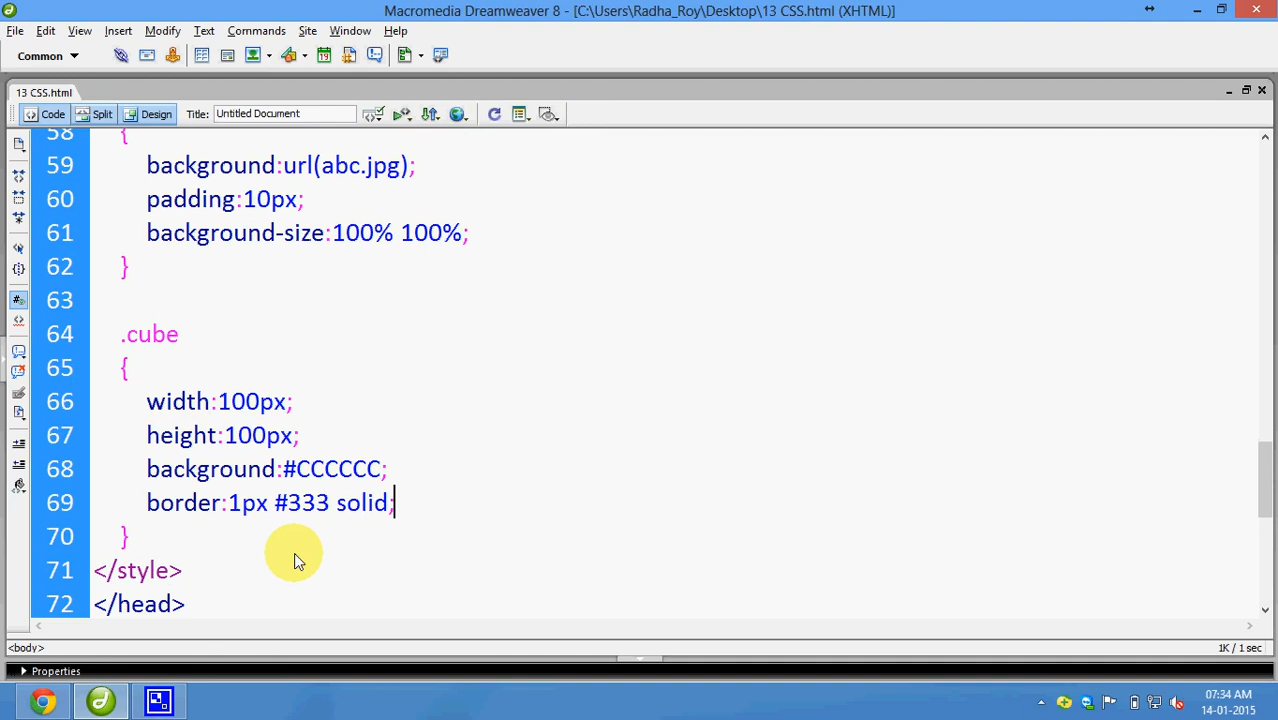 Macromedia Dreamweaver 8 - [C:\Users\Radha_Roy\Desktop\13 CSS.html (XHTML)]
File Edit View Insert Modify Text Commands Site Window Help
Common
13 CSS.html
Code Split Design Title: Untitled Document
58 {
59 background:url(abc.jpg);
60 padding:10px;
61 background-size:100% 100%;
62 }
63
64 .cube
65 {
66 width:100px;
67 height:100px;
68 background:#CCCCCC;
69 border:1px #333 solid;
70 }
71 </style>
72 </head>
<body> 1K / 1 sec
Properties
07:34 AM
14-01-2015